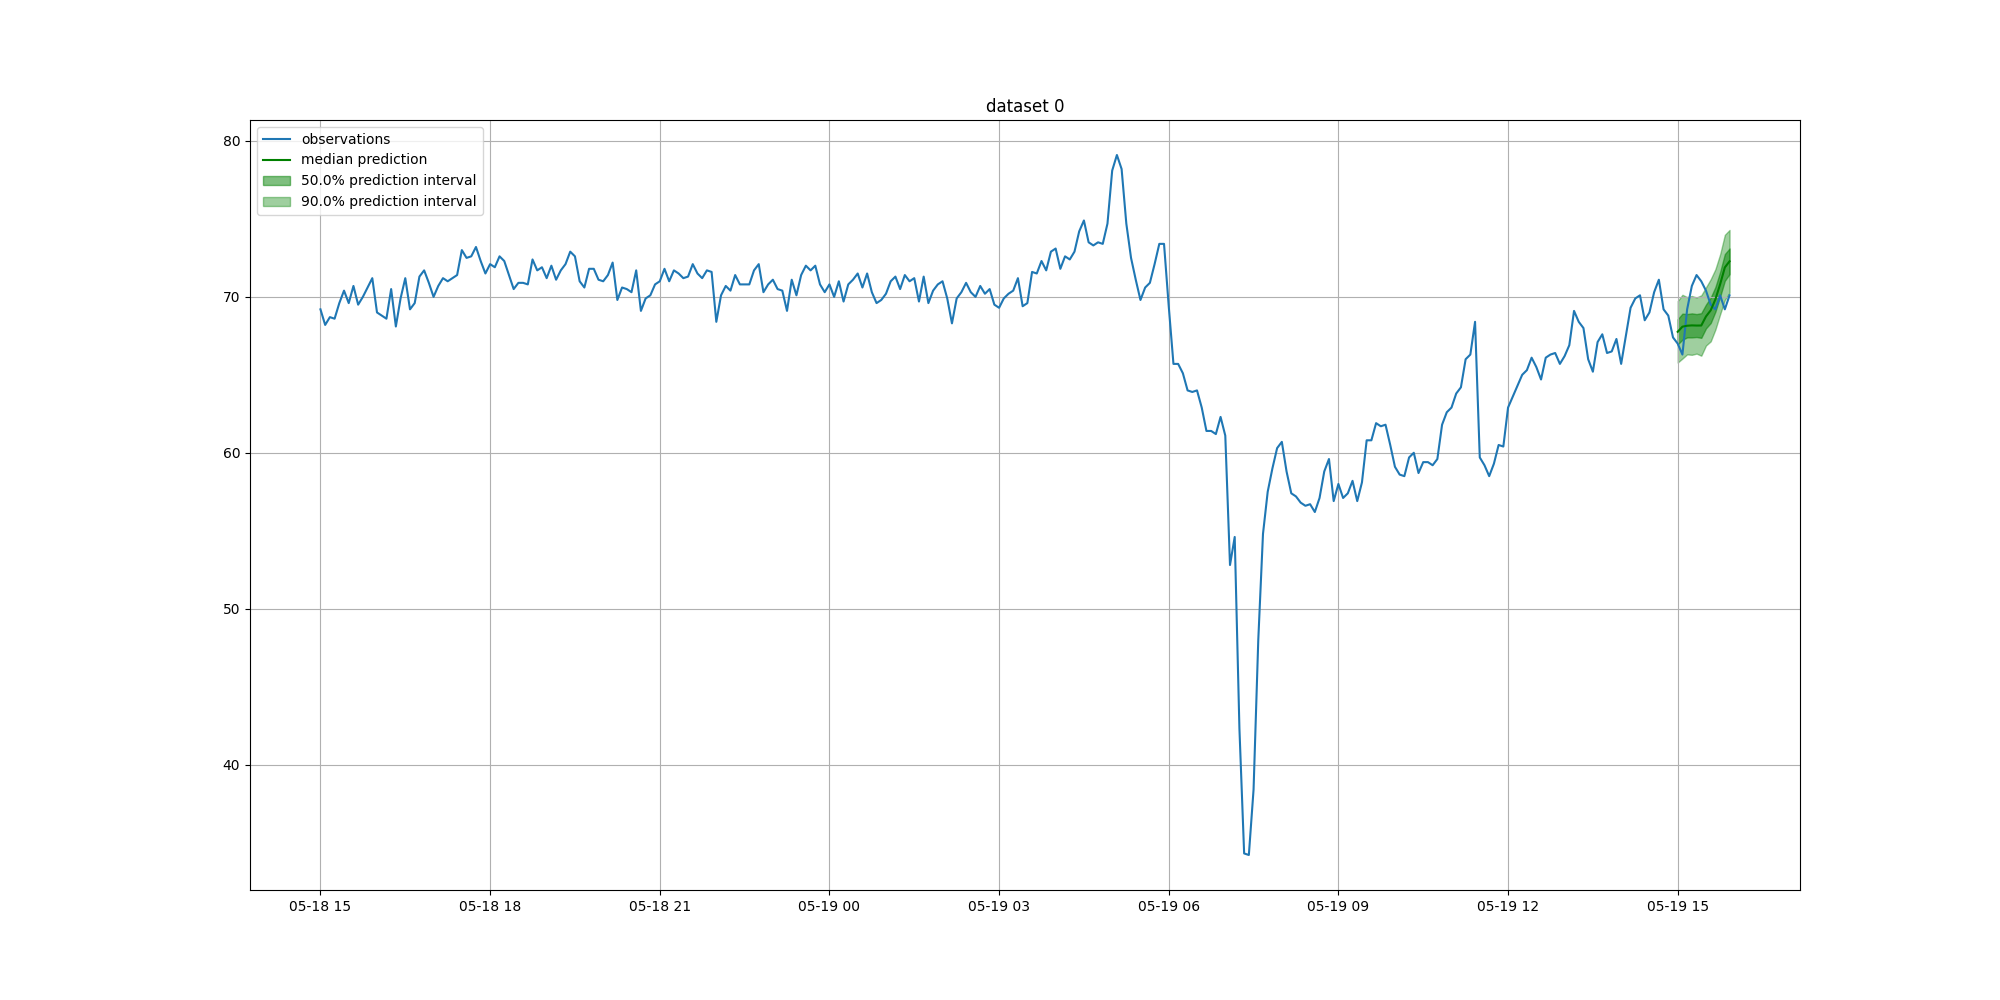 dataset 0
observations
median prediction
50.0% prediction interval
90.0% prediction interval
80
70
60
50
40
05-18 15
05-18 18
05-18 21
05-19 00
05-19 03
05-19 06
05-19 09
05-19 12
05-19 15